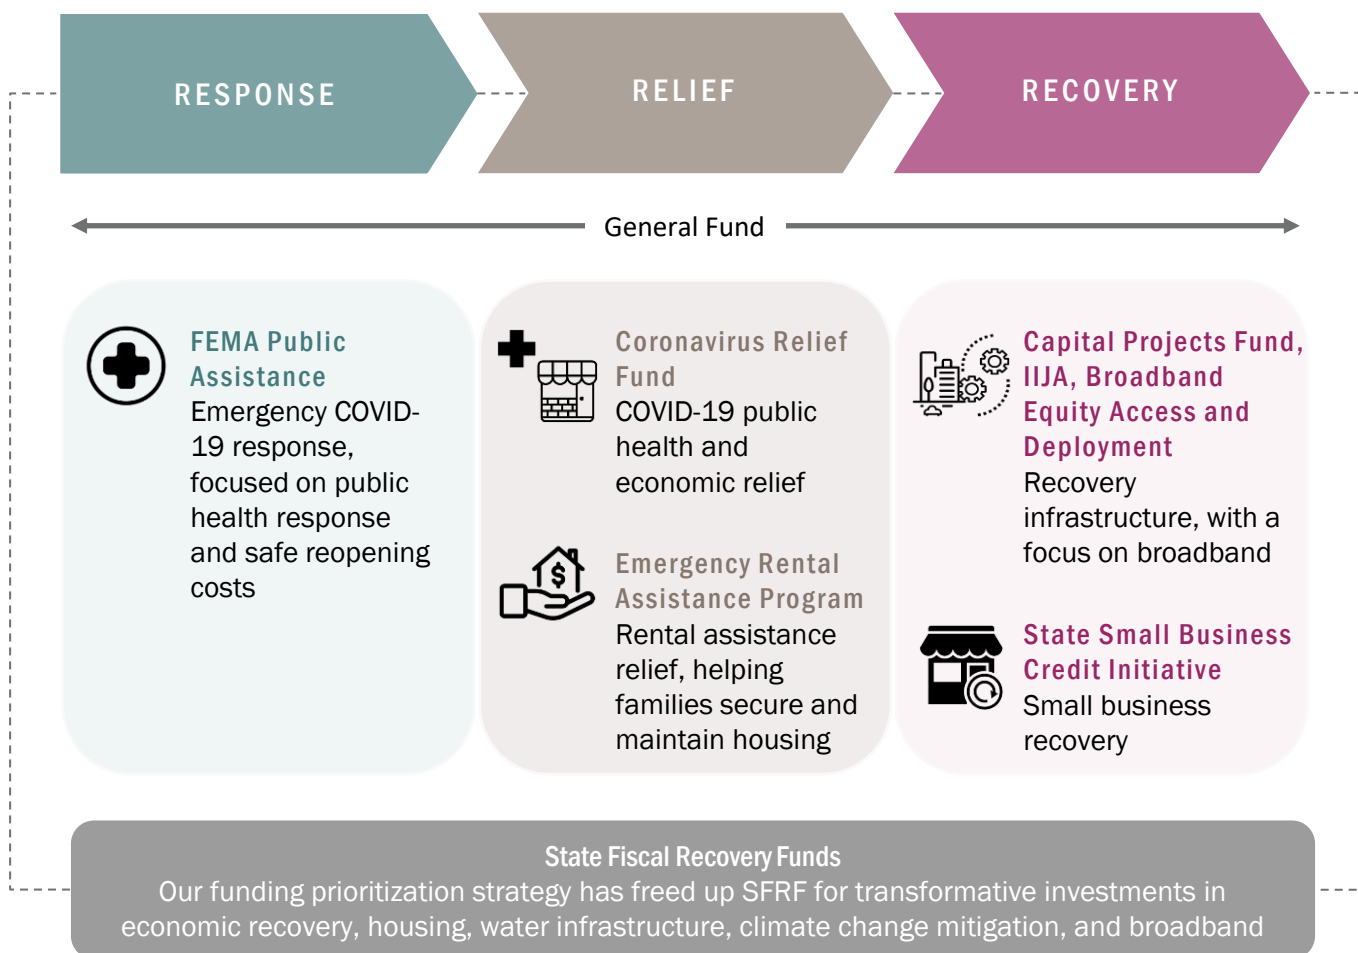 RESPONSE
RELIEF
RECOVERY
General Fund
FEMA Public
Assistance
Emergency COVID-
19 response,
focused on public
health response
and safe reopening
costs
Coronavirus Relief
Fund
COVID-19 public
health and
economic relief
Emergency Rental
Assistance Program
Rental assistance
relief, helping
families secure and
maintain housing
Capital Projects Fund,
IIJA, Broadband
Equity Access and
Deployment
Recovery
infrastructure, with a
focus on broadband
State Small Business
Credit Initiative
Small business
recovery
State Fiscal Recovery Funds
Our funding prioritization strategy has freed up SFRF for transformative investments in
economic recovery, housing, water infrastructure, climate change mitigation, and broadband